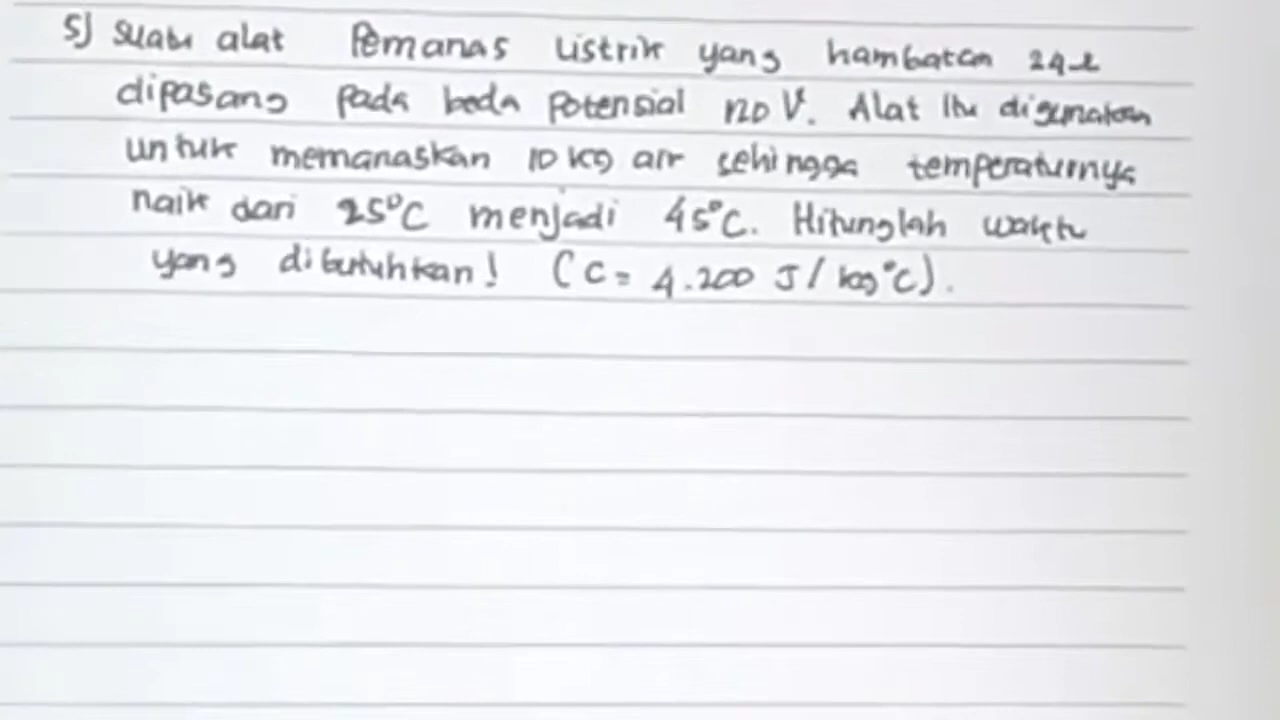 5) Suatu alat Pemanas Listrik yang hambatan 24 Ω
dipasang pada beda Potensial 120 V. Alat itu digunakan
untuk memanaskan 10 kg air sehingga temperaturnya
naik dari 25°C menjadi 45°C. Hitunglah waktu
yang dibutuhkan! (C = 4.200 J/kg°C).